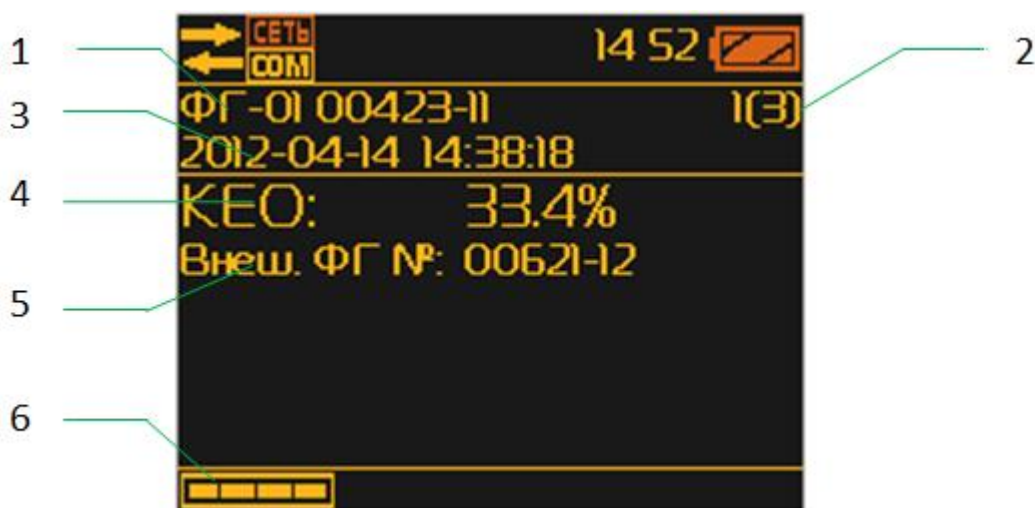 СЕТЬ
COM
14 52
ФГ-01 00423-11
1(3)
2012-04-14 14:38:18
КЕО: 33.4%
Внеш. ФГ №: 00621-12
1
2
3
4
5
6